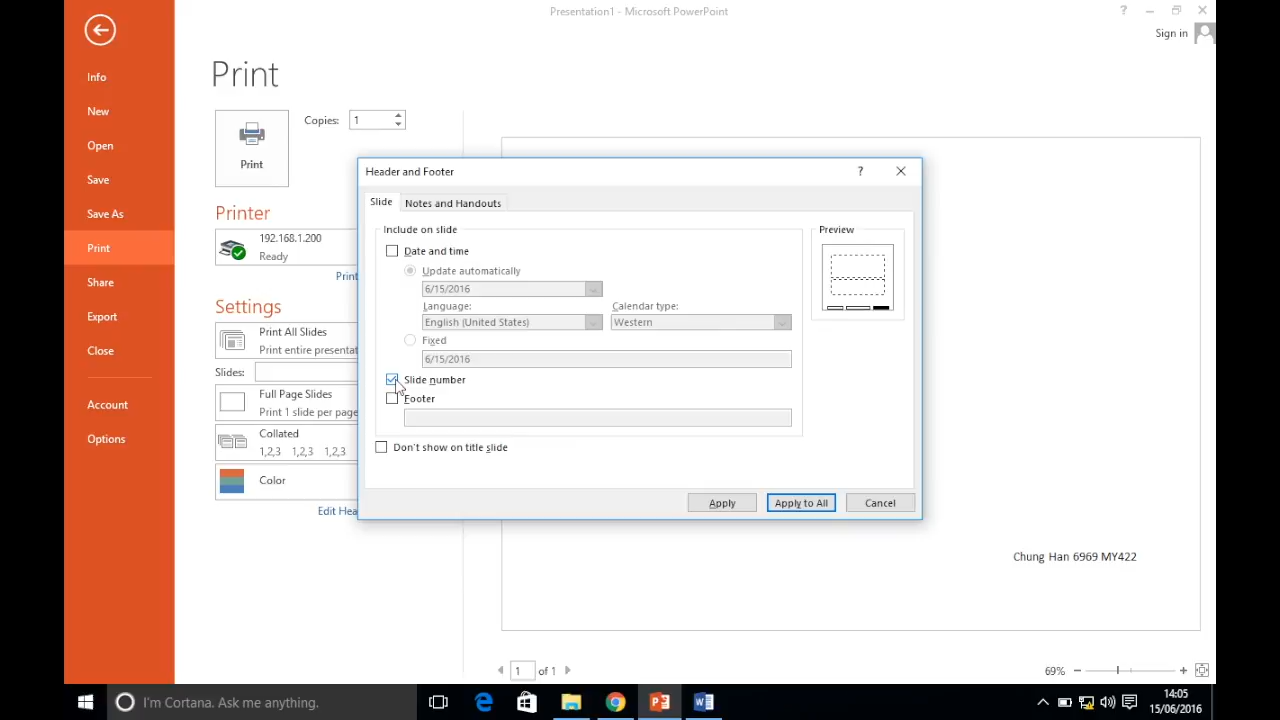 Presentation1 - Microsoft PowerPoint
?
Sign in
Info
New
Open
Save
Save As
Print
Share
Export
Close
Account
Options
Print
Print
Copies: 1
Printer
192.168.1.200
Ready
Print
Settings
Print All Slides
Print entire presentat
Slides:
Full Page Slides
Print 1 slide per page
Collated
1,2,3 1,2,3 1,2,3
Color
Edit Hea
Header and Footer
?
Slide
Notes and Handouts
Include on slide
Date and time
Update automatically
6/15/2016
Language:
Calendar type:
English (United States)
Western
Fixed
6/15/2016
Slide number
Footer
Don't show on title slide
Preview
Apply
Apply to All
Cancel
Chung Han 6969 MY422
1 of 1
69%
I'm Cortana. Ask me anything.
14:05
15/06/2016